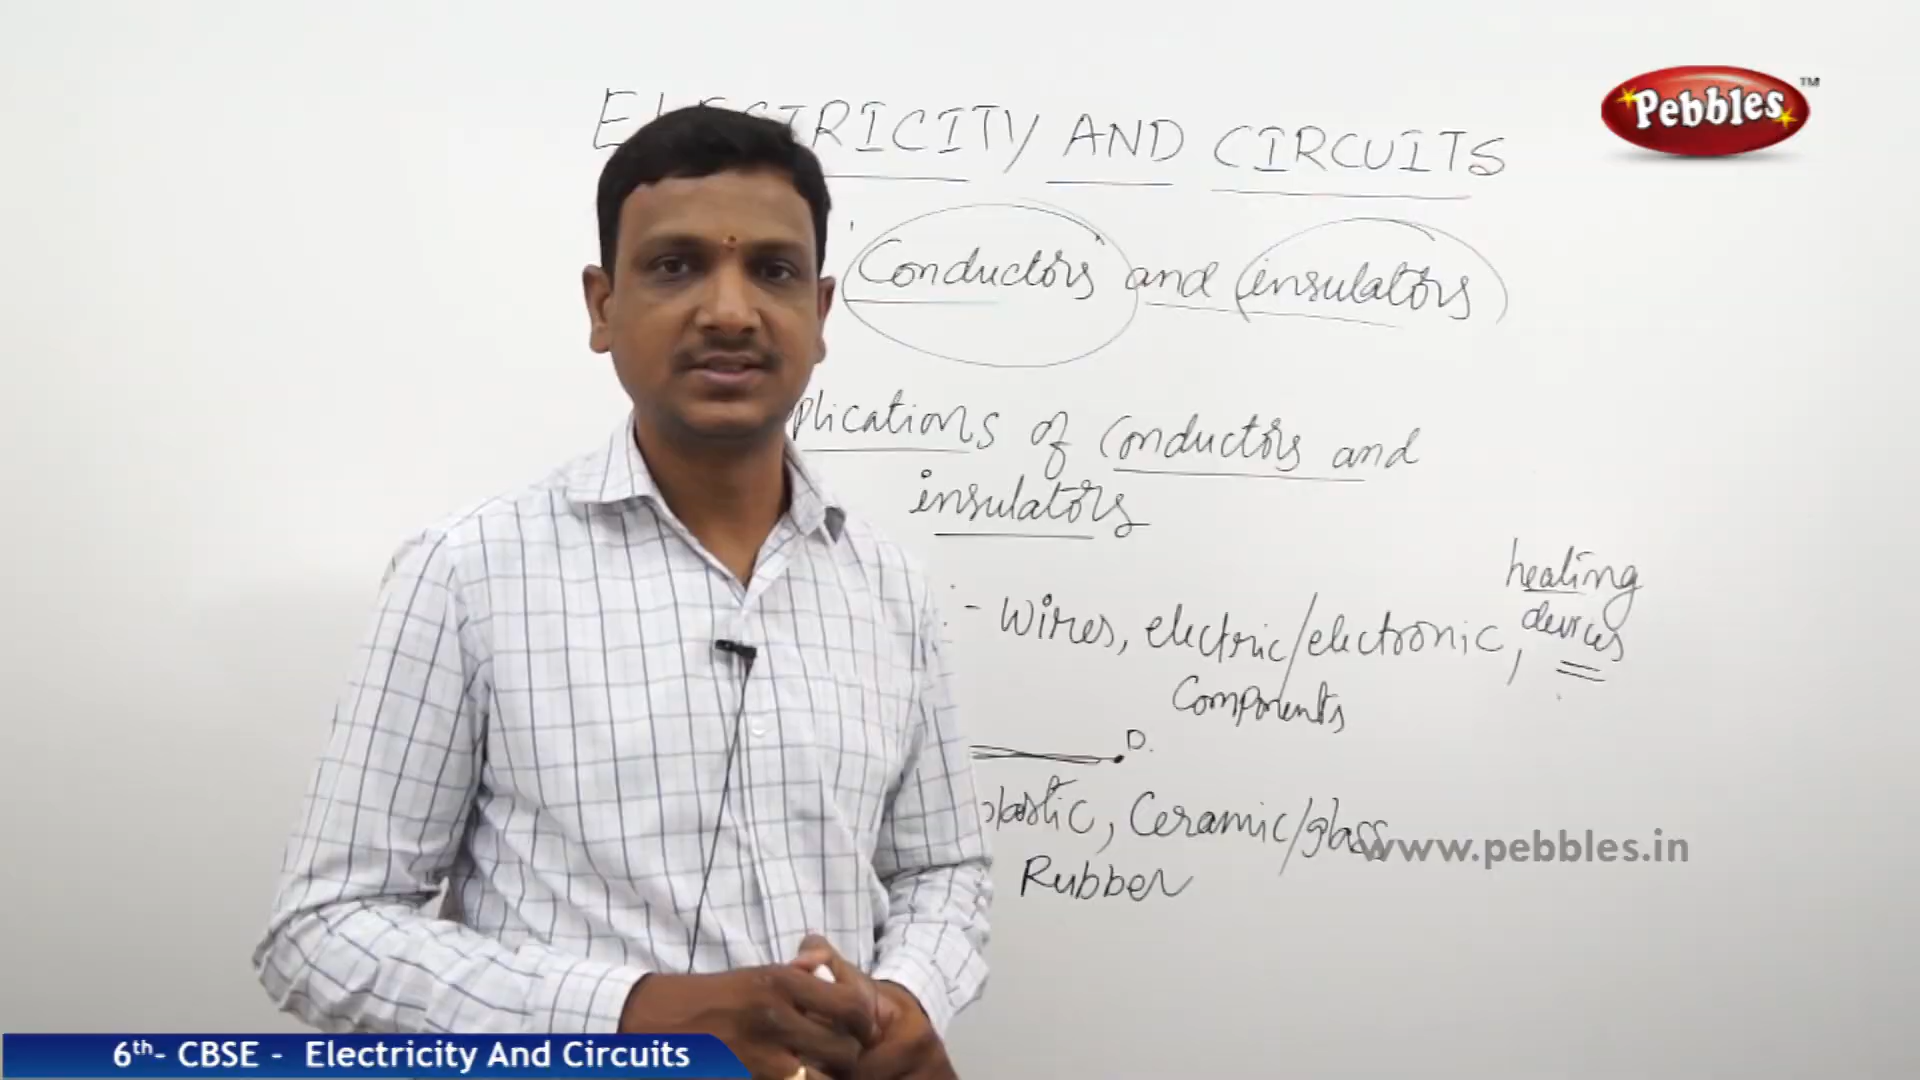 Pebbles TM
ELECTRICITY AND CIRCUITS
Conductors and insulators
plications of Conductors and
insulators
heating
devices
:- Wires, electric/electronic,
Components
D.
plastic, Ceramic/glass
www.pebbles.in
Rubber
6th- CBSE - Electricity And Circuits